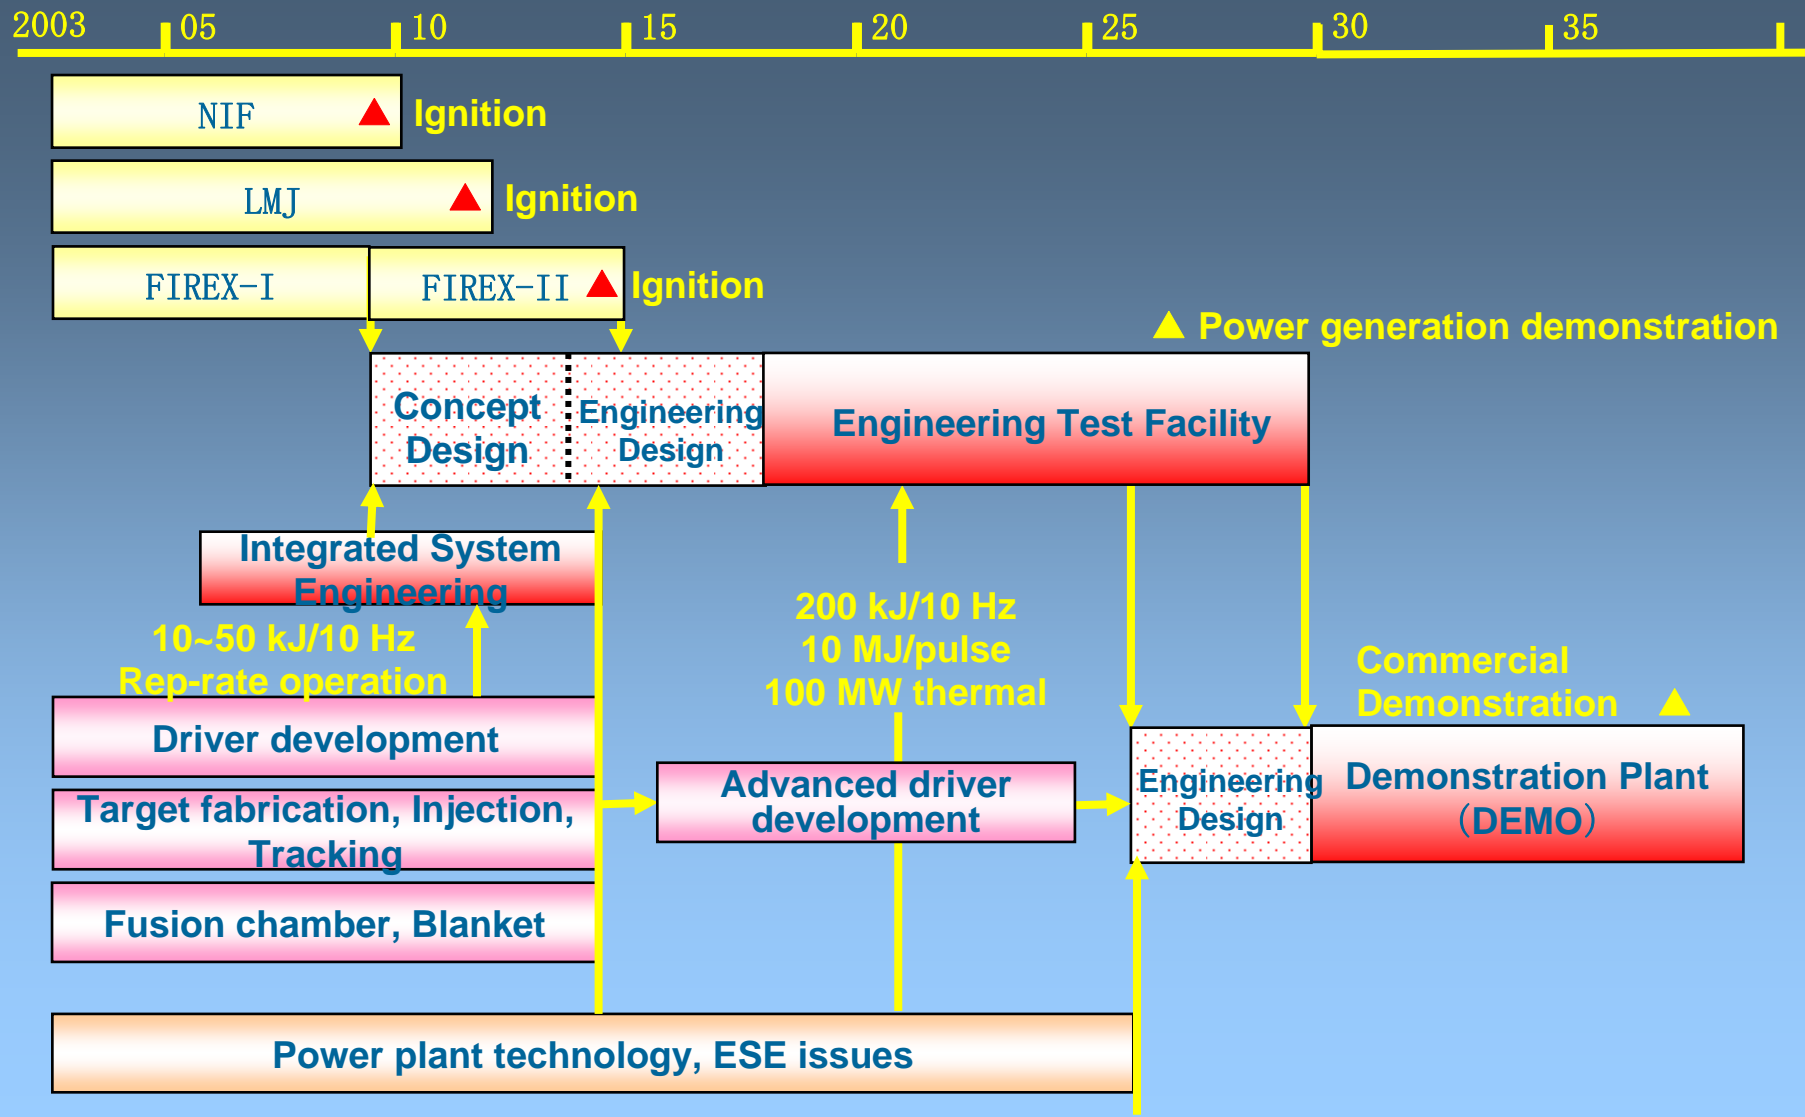 2003 05 10 15 20 25 30 35
NIF
Ignition
LMJ
Ignition
FIREX-I
FIREX-II
Ignition
Power generation demonstration
Concept
Design
Engineering
Design
Engineering Test Facility
Integrated System
Engineering
10~50 kJ/10 Hz
Rep-rate operation
200 kJ/10 Hz
10 MJ/pulse
100 MW thermal
Commercial
Demonstration
Driver development
Target fabrication, Injection,
Tracking
Fusion chamber, Blanket
Advanced driver
development
Engineering
Design
Demonstration Plant
(DEMO)
Power plant technology, ESE issues